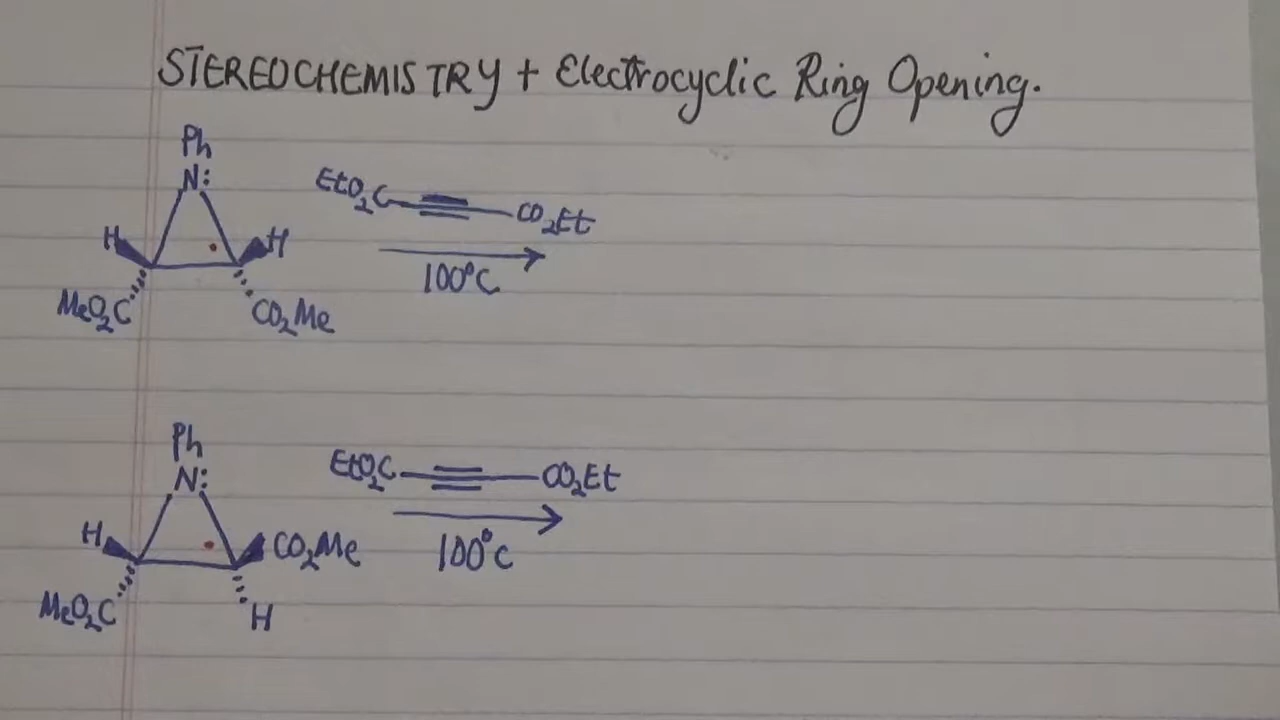 STEREOCHEMISTRY + Electrocyclic Ring Opening.
Ph
N:
EtO₂C CO₂Et
H H
100°C
MeO₂C CO₂Me
Ph
N:
EtO₂C CO₂Et
H CO₂Me
100°C
MeO₂C H